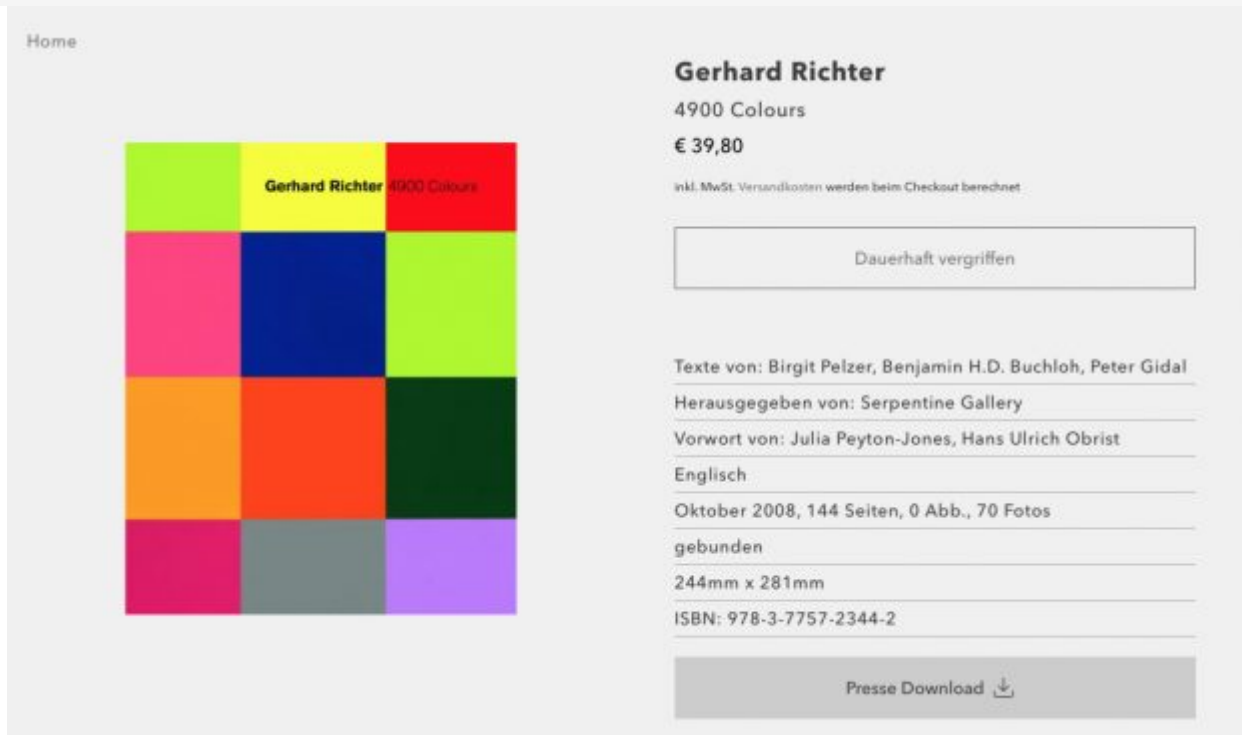 Home
Gerhard Richter 4900 Colours
Gerhard Richter
4900 Colours
€ 39,80
inkl. MwSt. Versandkosten werden beim Checkout berechnet
Dauerhaft vergriffen
Texte von: Birgit Pelzer, Benjamin H.D. Buchloh, Peter Gidal
Herausgegeben von: Serpentine Gallery
Vorwort von: Julia Peyton-Jones, Hans Ulrich Obrist
Englisch
Oktober 2008, 144 Seiten, 0 Abb., 70 Fotos
gebunden
244mm x 281mm
ISBN: 978-3-7757-2344-2
Presse Download